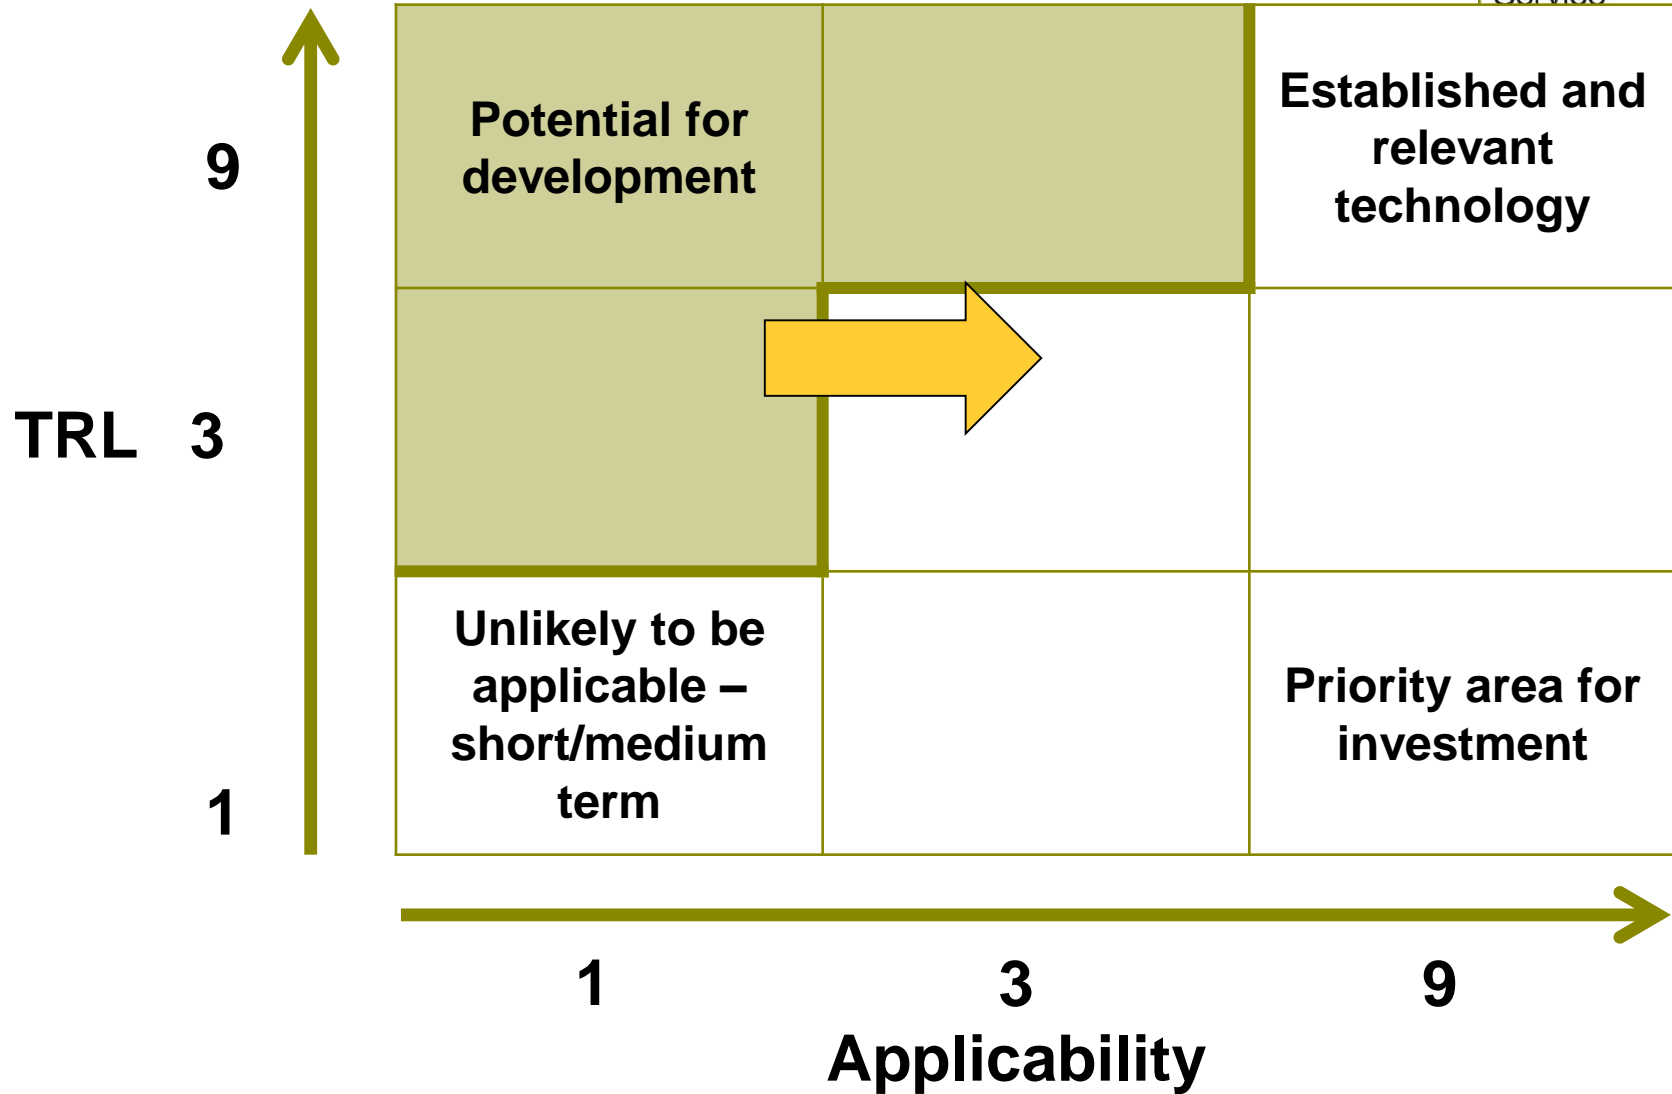 Potential for
development
Established and
relevant
technology
9
TRL 3
Unlikely to be
applicable –
short/medium
term
Priority area for
investment
1
1 3 9
Applicability